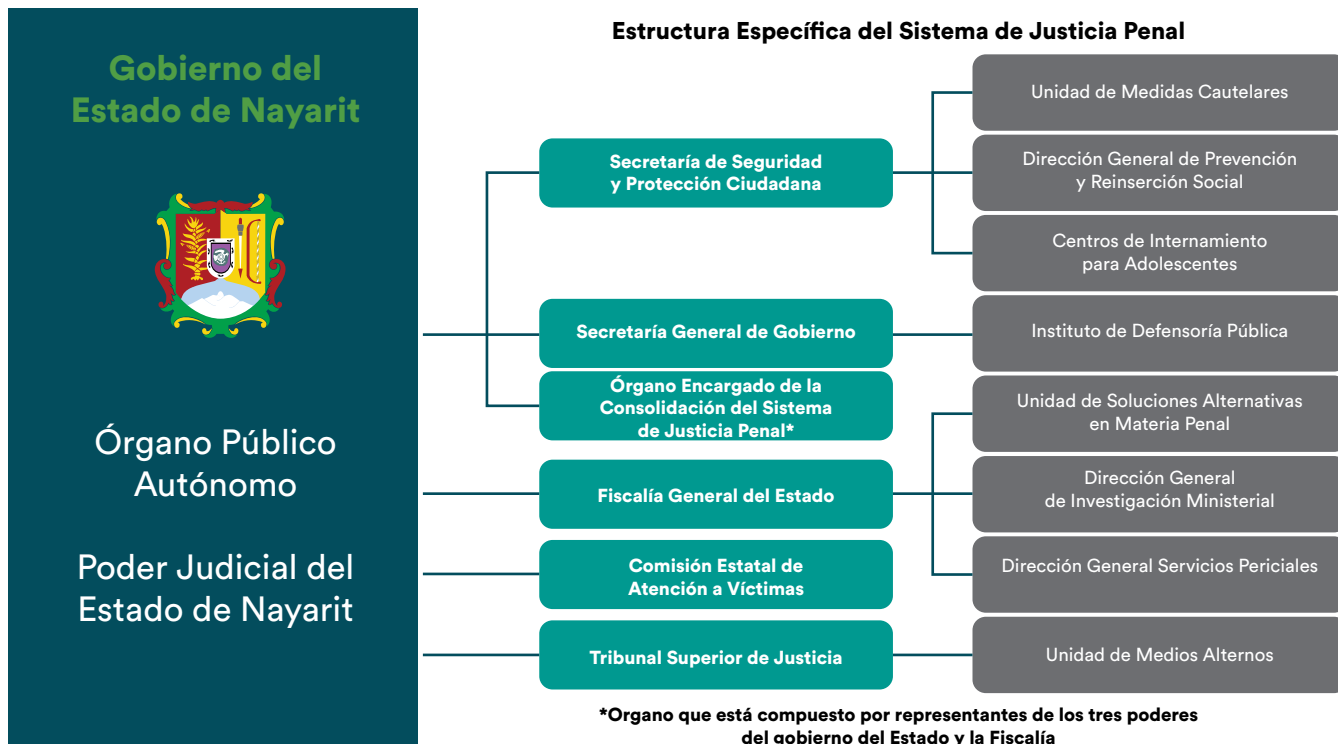 Estructura Específica del Sistema de Justicia Penal
Gobierno del
Estado de Nayarit
Órgano Público
Autónomo
Poder Judicial del
Estado de Nayarit
Secretaría de Seguridad
y Protección Ciudadana
Unidad de Medidas Cautelares
Dirección General de Prevención
y Reinserción Social
Centros de Internamiento
para Adolescentes
Secretaría General de Gobierno
Instituto de Defensoría Pública
Órgano Encargado de la
Consolidación del Sistema
de Justicia Penal*
Fiscalía General del Estado
Unidad de Soluciones Alternativas
en Materia Penal
Dirección General
de Investigación Ministerial
Dirección General Servicios Periciales
Comisión Estatal de
Atención a Víctimas
Tribunal Superior de Justicia
Unidad de Medios Alternos
*Organo que está compuesto por representantes de los tres poderes
del gobierno del Estado y la Fiscalía